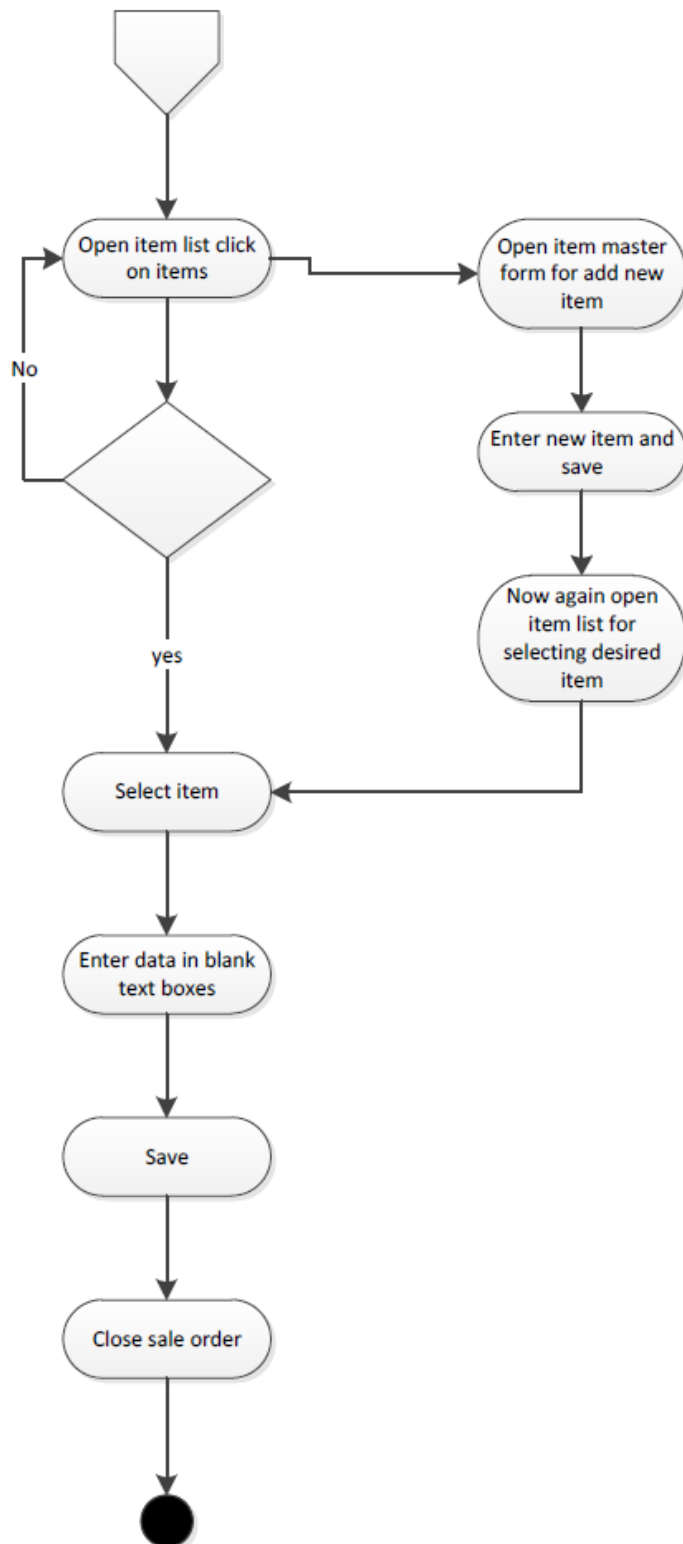 Open item list click
on items
Open item master
form for add new
item
No
Enter new item and
save
Now again open
item list for
selecting desired
item
yes
Select item
Enter data in blank
text boxes
Save
Close sale order